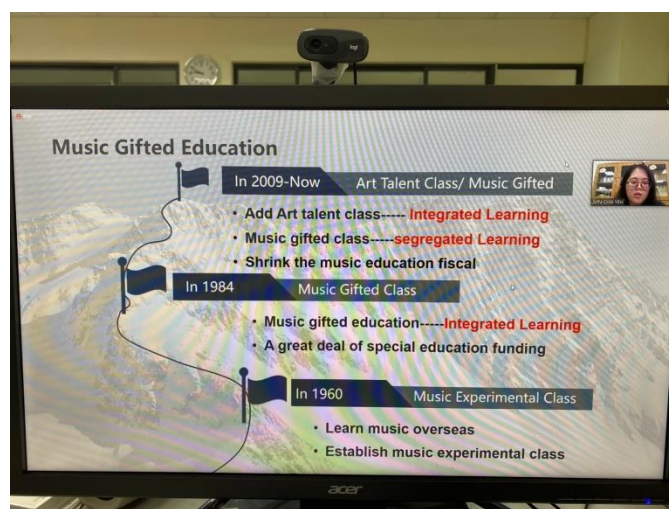 logi
Music Gifted Education
In 2009-Now Art Talent Class/ Music Gifted
• Add Art talent class----- Integrated Learning
• Music gifted class-----segregated Learning
• Shrink the music education fiscal
In 1984 Music Gifted Class
• Music gifted education-----Integrated Learning
• A great deal of special education funding
In 1960 Music Experimental Class
• Learn music overseas
• Establish music experimental class
acer